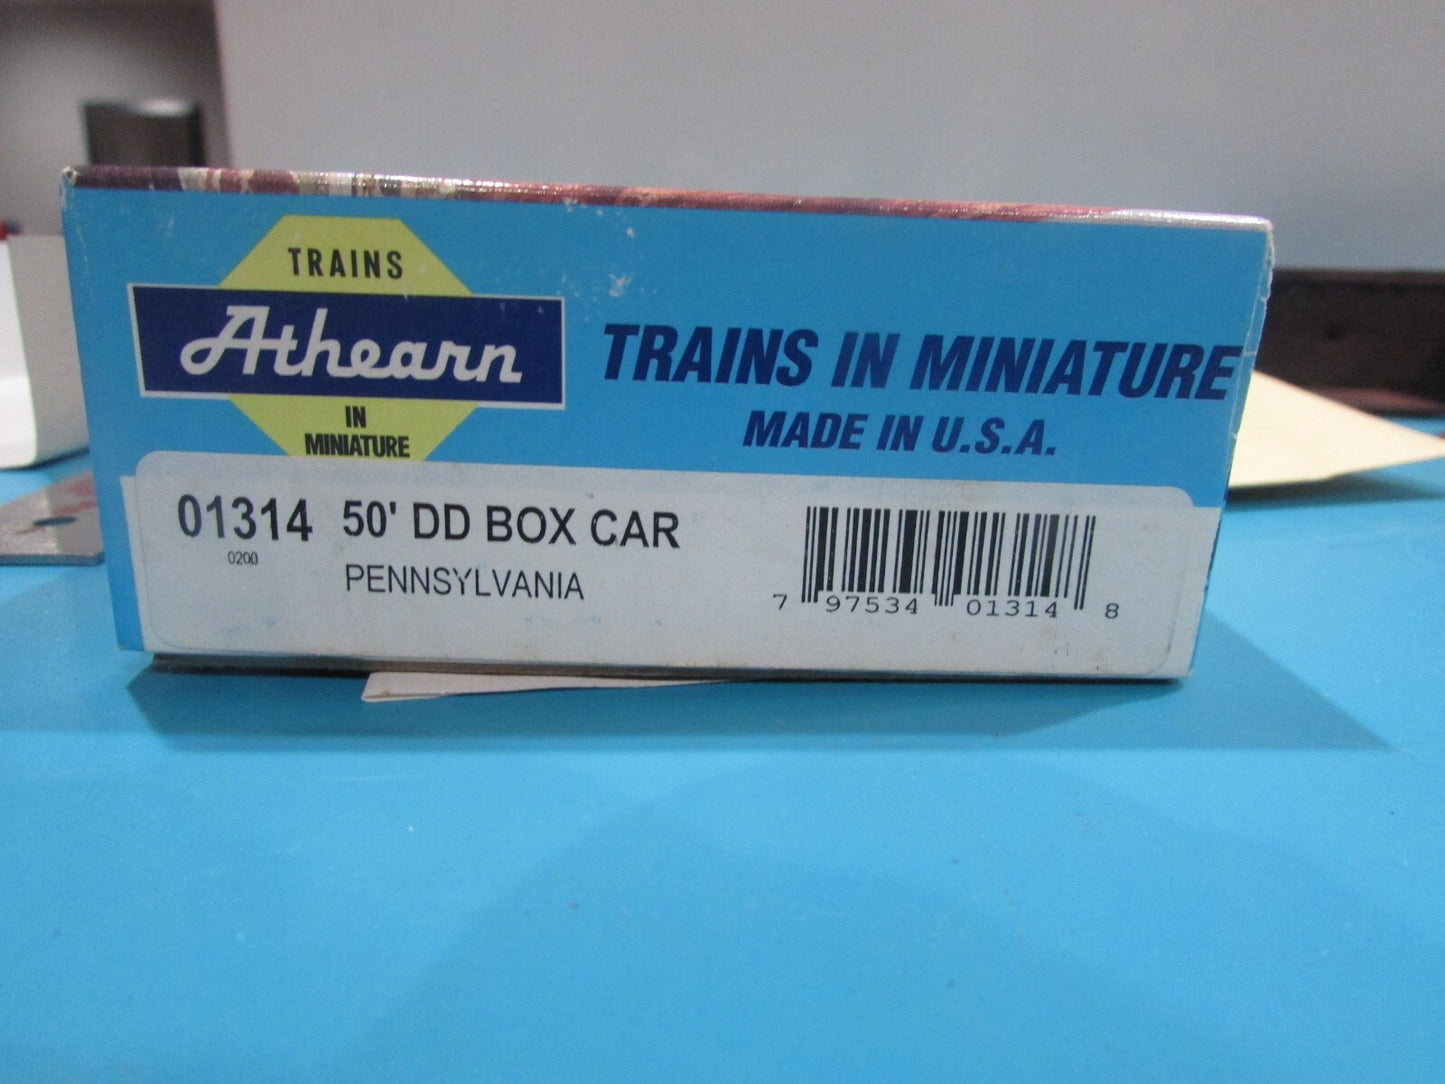 TRAINS
Athearn
IN
MINIATURE
TRAINS IN MINIATURE
MADE IN U.S.A.
01314 50' DD BOX CAR
0200
PENNSYLVANIA
7 97534 01314 8